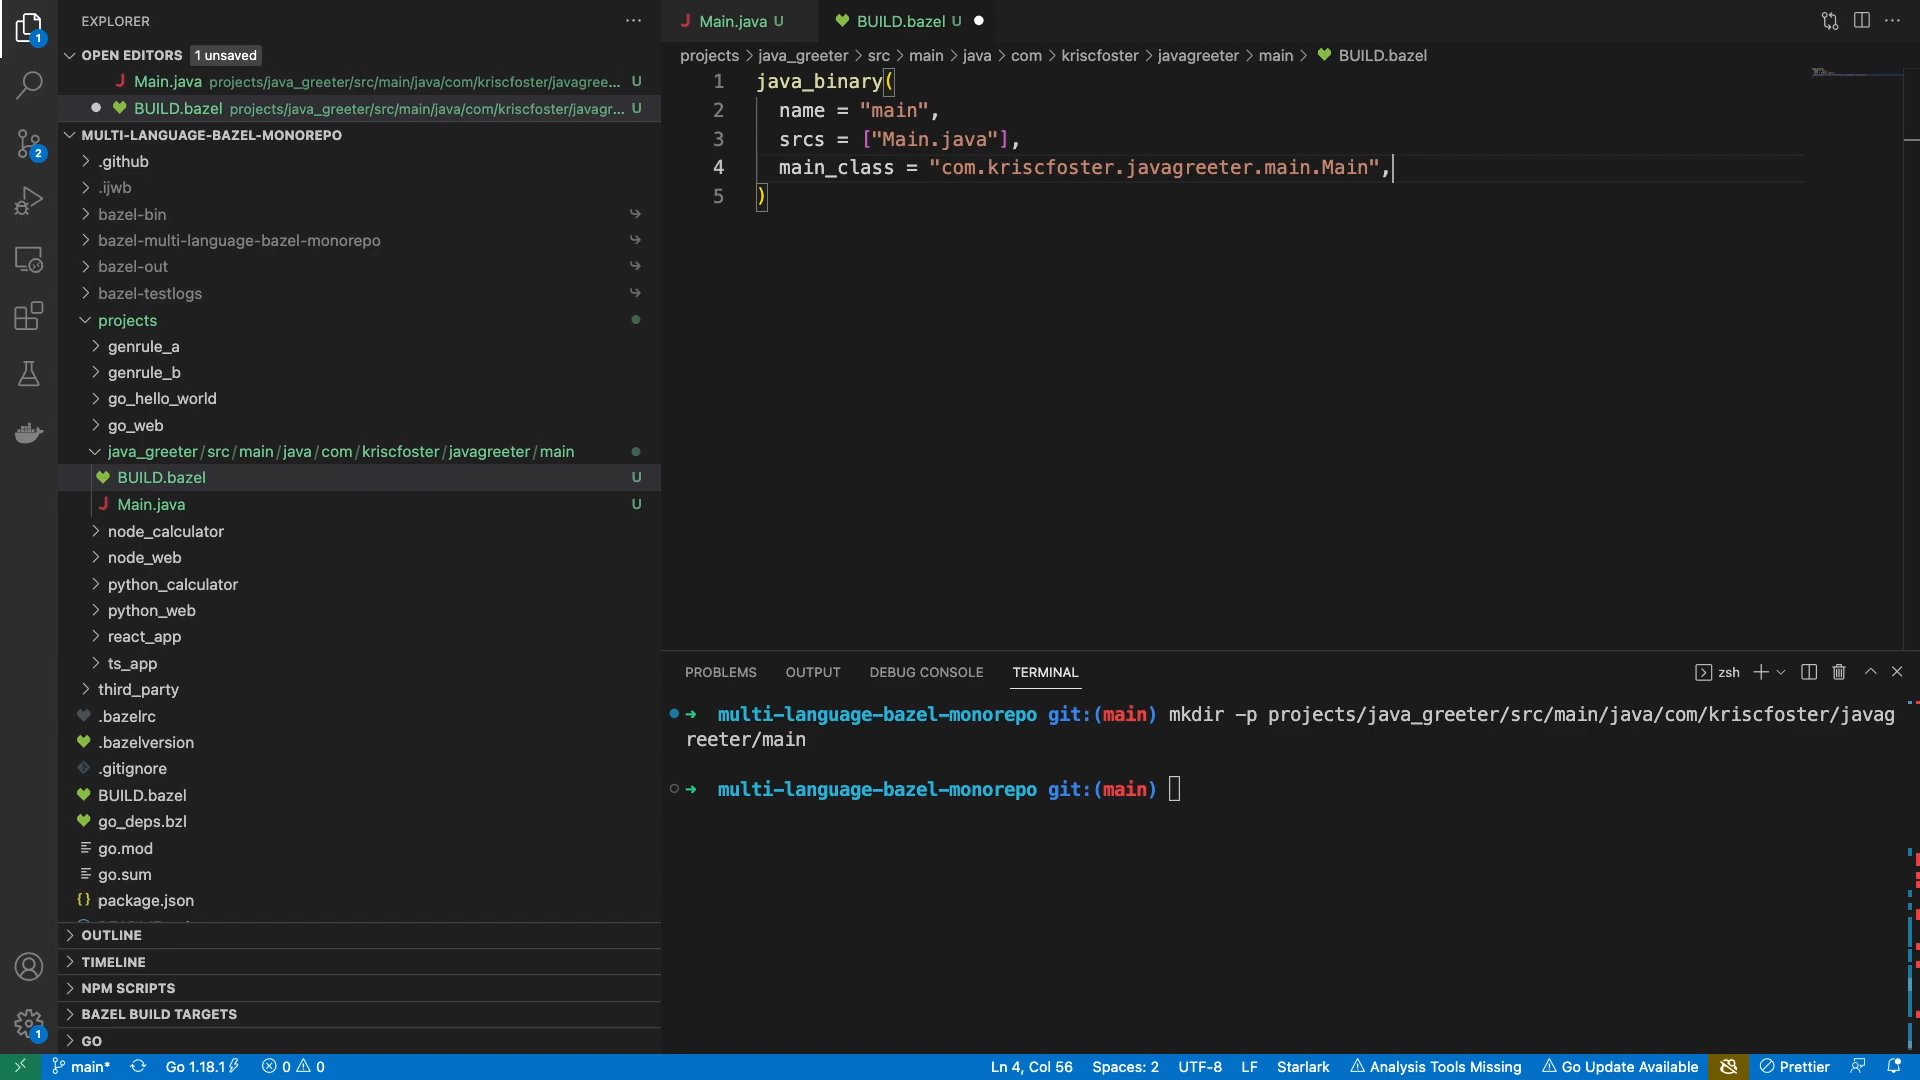 EXPLORER
OPEN EDITORS 1 unsaved
Main.java projects/java_greeter/src/main/java/com/kriscfoster/javagree... U
BUILD.bazel projects/java_greeter/src/main/java/com/kriscfoster/javagr... U
MULTI-LANGUAGE-BAZEL-MONOREPO
.github
.ijwb
bazel-bin
bazel-multi-language-bazel-monorepo
bazel-out
bazel-testlogs
projects
genrule_a
genrule_b
go_hello_world
go_web
java_greeter/src/main/java/com/kriscfoster/javagreeter/main
BUILD.bazel U
Main.java U
node_calculator
node_web
python_calculator
python_web
react_app
ts_app
third_party
.bazelrc
.bazelversion
.gitignore
BUILD.bazel
go_deps.bzl
go.mod
go.sum
package.json
OUTLINE
TIMELINE
NPM SCRIPTS
BAZEL BUILD TARGETS
GO
1
2
1
Main.java U
BUILD.bazel U
projects > java_greeter > src > main > java > com > kriscfoster > javagreeter > main > BUILD.bazel
1 java_binary(
2 name = "main",
3 srcs = ["Main.java"],
4 main_class = "com.kriscfoster.javagreeter.main.Main",
5 )
PROBLEMS OUTPUT DEBUG CONSOLE TERMINAL zsh
multi-language-bazel-monorepo git:(main) mkdir -p projects/java_greeter/src/main/java/com/kriscfoster/javag
reeter/main
multi-language-bazel-monorepo git:(main)
main* Go 1.18.1 0 0 Ln 4, Col 56 Spaces: 2 UTF-8 LF Starlark Analysis Tools Missing Go Update Available Prettier